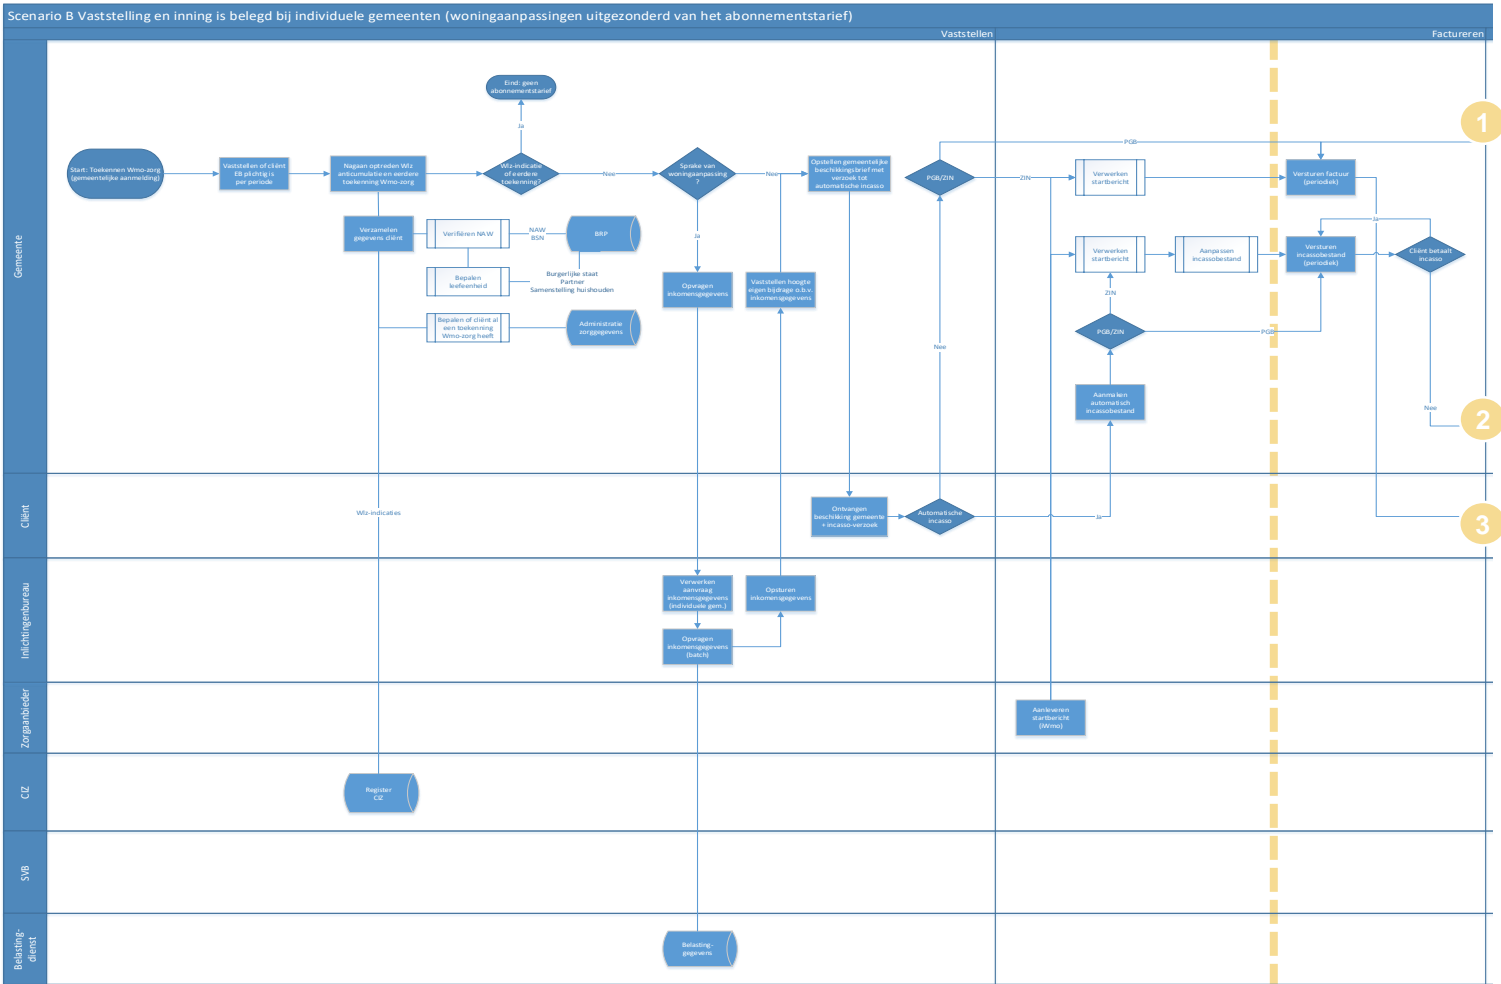 Scenario B Vaststelling en inning is belegd bij individuele gemeenten (woningaanpassingen uitgezonderd van het abonnementstarief)
Vaststellen
Factureren
Gemeente
Eind: geen
abonnementstarief
Ja
Start: Toekennen Wmo-zorg
(gemeentelijke aanmelding)
Vaststellen of cliënt
EB plichtig is
per periode
Nagaan optreden Wlz
anticumulatie en eerdere
toekenning Wmo-zorg
Wlz-indicatie
of eerdere
toekenning?
Nee
Sprake van
woningaanpassing
?
Nee
Opstellen gemeentelijke
beschikkingsbrief met
verzoek tot
automatische incasso
PGB/ZIN
PGB
ZIN
Verwerken
startbericht
Versturen factuur
(periodiek)
1
Verzamelen
gegevens cliënt
Verifiëren NAW
NAW
BSN
BRP
Ja
Ja
Verwerken
startbericht
Aanpassen
incassobestand
Versturen
incassobestand
(periodiek)
Cliënt betaalt
incasso
Bepalen
leefeenheid
Burgerlijke staat
Partner
Samenstelling huishouden
Opvragen
inkomensgegevens
Vaststellen hoogte
eigen bijdrage o.b.v.
inkomensgegevens
ZIN
Bepalen of cliënt al
een toekenning
Wmo-zorg heeft
Administratie
zorggegevens
PGB/ZIN
PGB
Nee
Aanmaken
automatisch
incassobestand
Nee
2
Cliënt
Wlz-indicaties
Ontvangen
beschikking gemeente
+ incasso-verzoek
Automatische
incasso
Ja
3
Inlichtingenbureau
Verwerken
aanvraag
inkomensgegevens
(individuele gem.)
Opsturen
inkomensgegevens
Opvragen
inkomensgegevens
(batch)
Zorgaanbieder
Aanleveren
startbericht
(iWmo)
CIZ
Register
CIZ
SVB
Belasting-
dienst
Belasting-
gegevens